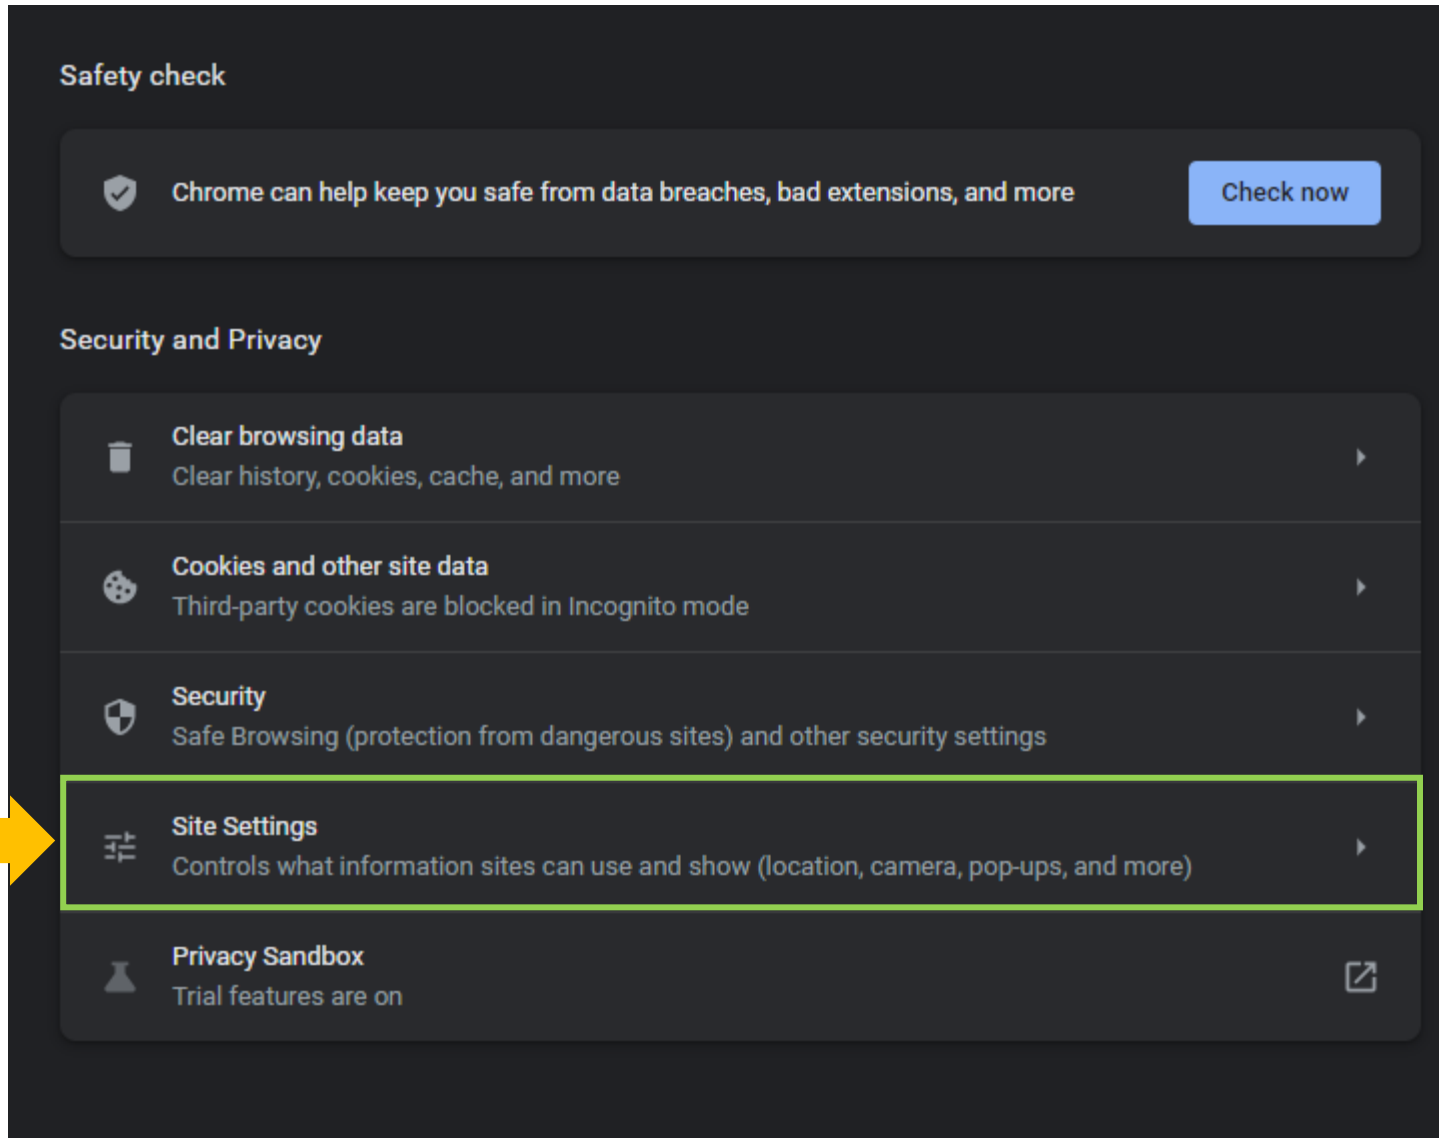 Safety check
Chrome can help keep you safe from data breaches, bad extensions, and more
Check now
Security and Privacy
Clear browsing data
Clear history, cookies, cache, and more
Cookies and other site data
Third-party cookies are blocked in Incognito mode
Security
Safe Browsing (protection from dangerous sites) and other security settings
Site Settings
Controls what information sites can use and show (location, camera, pop-ups, and more)
Privacy Sandbox
Trial features are on